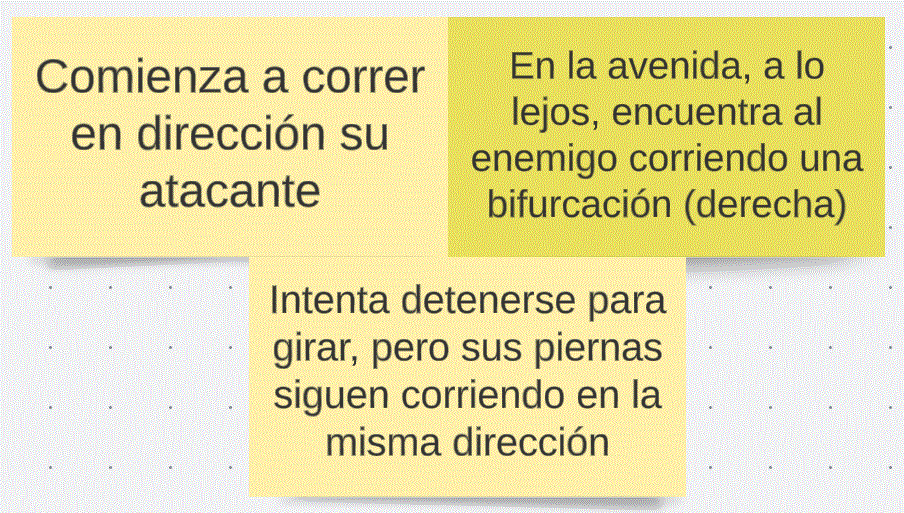 Comienza a correr
en dirección su
atacante
En la avenida, a lo
lejos, encuentra al
enemigo corriendo una
bifurcación (derecha)
Intenta detenerse para
girar, pero sus piernas
siguen corriendo en la
misma dirección